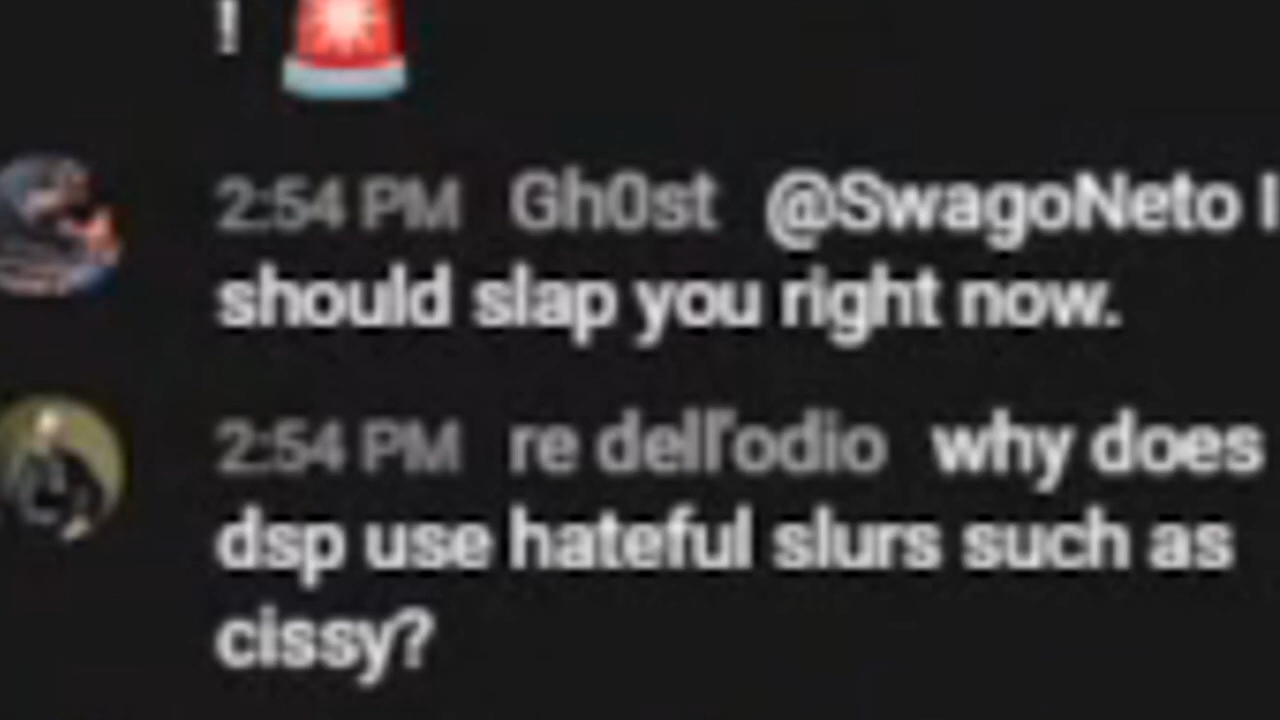 ! 🚨
2:54 PM Gh0st @SwagoNeto I
should slap you right now.
2:54 PM re dell'odio why does
dsp use hateful slurs such as
cissy?